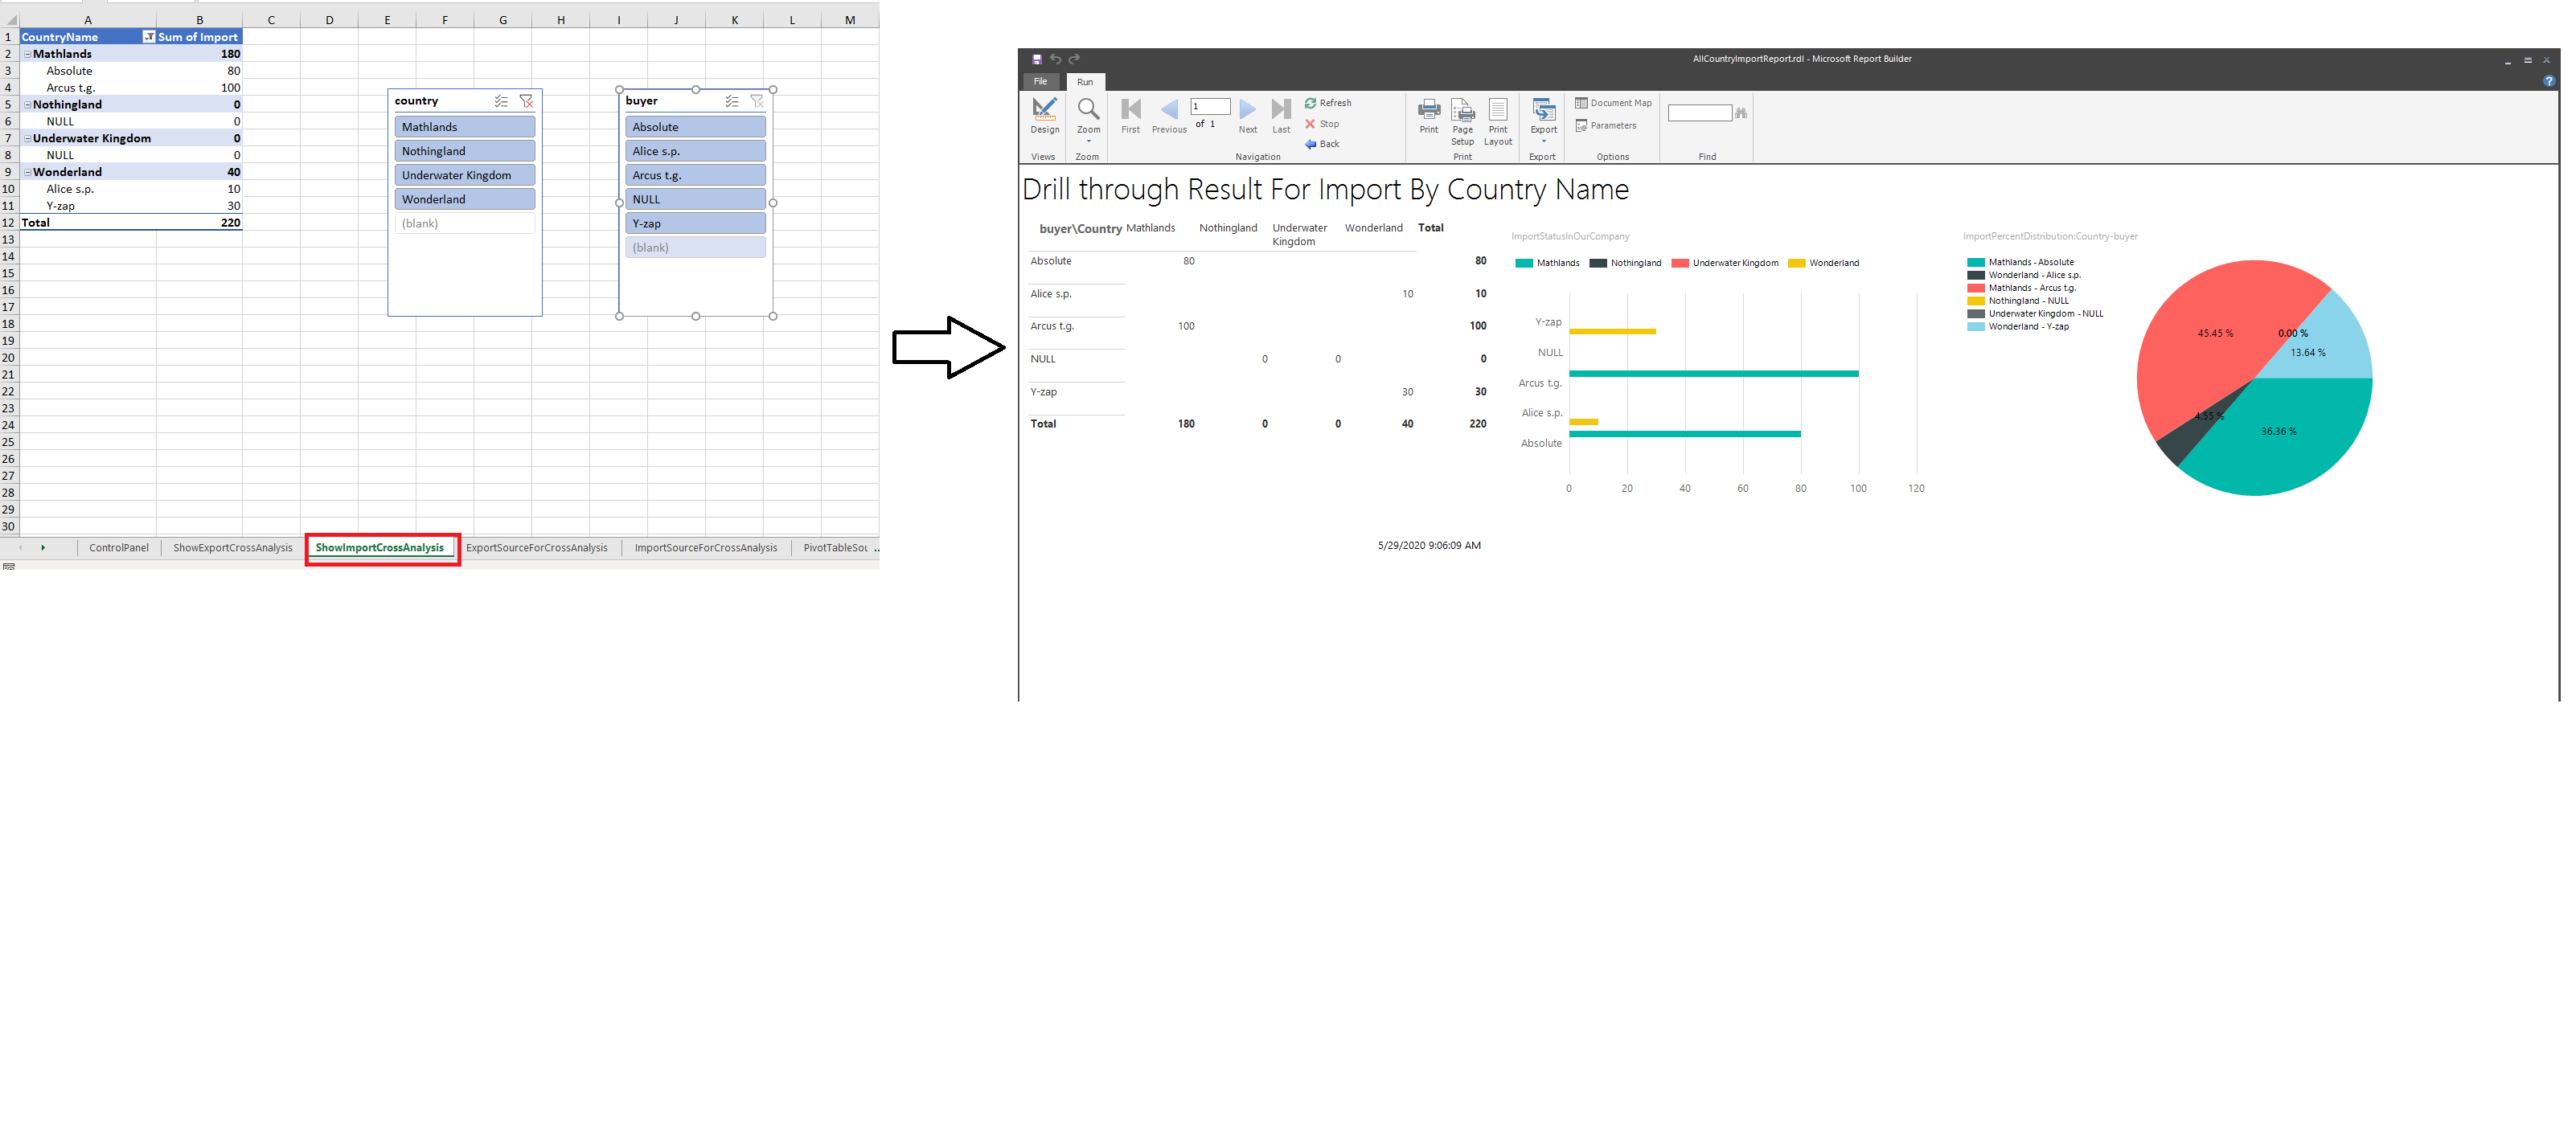 A B C D E F G H I J K L M
1 CountryName Sum of Import
2 Mathlands 180
3 Absolute 80
4 Arcus t.g. 100
5 Nothingland 0
6 NULL 0
7 Underwater Kingdom 0
8 NULL 0
9 Wonderland 40
10 Alice s.p. 10
11 Y-zap 30
12 Total 220
13
14
15
16
17
18
19
20
21
22
23
24
25
26
27
28
29
30
country
Mathlands
Nothingland
Underwater Kingdom
Wonderland
(blank)
buyer
Absolute
Alice s.p.
Arcus t.g.
NULL
Y-zap
(blank)
ControlPanel ShowExportCrossAnalysis ShowImportCrossAnalysis ExportSourceForCrossAnalysis ImportSourceForCrossAnalysis PivotTableSou ...
AllCountryImportReport.rdl - Microsoft Report Builder
File Run
Design
Views
Zoom
Zoom
First Previous 1 of 1 Next Last
Refresh
Stop
Back
Navigation
Print Page Setup Print Layout
Print
Export
Export
Document Map
Parameters
Options
Find
Drill through Result For Import By Country Name
buyer\Country Mathlands Nothingland Underwater Kingdom Wonderland Total
Absolute 80 80
Alice s.p. 10 10
Arcus t.g. 100 100
NULL 0 0 0
Y-zap 30 30
Total 180 0 0 40 220
ImportStatusInOurCompany
Mathlands Nothingland Underwater Kingdom Wonderland
Y-zap
NULL
Arcus t.g.
Alice s.p.
Absolute
0 20 40 60 80 100 120
ImportPercentDistribution:Country-buyer
Mathlands - Absolute
Wonderland - Alice s.p.
Mathlands - Arcus t.g.
Nothingland - NULL
Underwater Kingdom - NULL
Wonderland - Y-zap
45.45 %
0.00 %
13.64 %
4.55 %
36.36 %
5/29/2020 9:06:09 AM